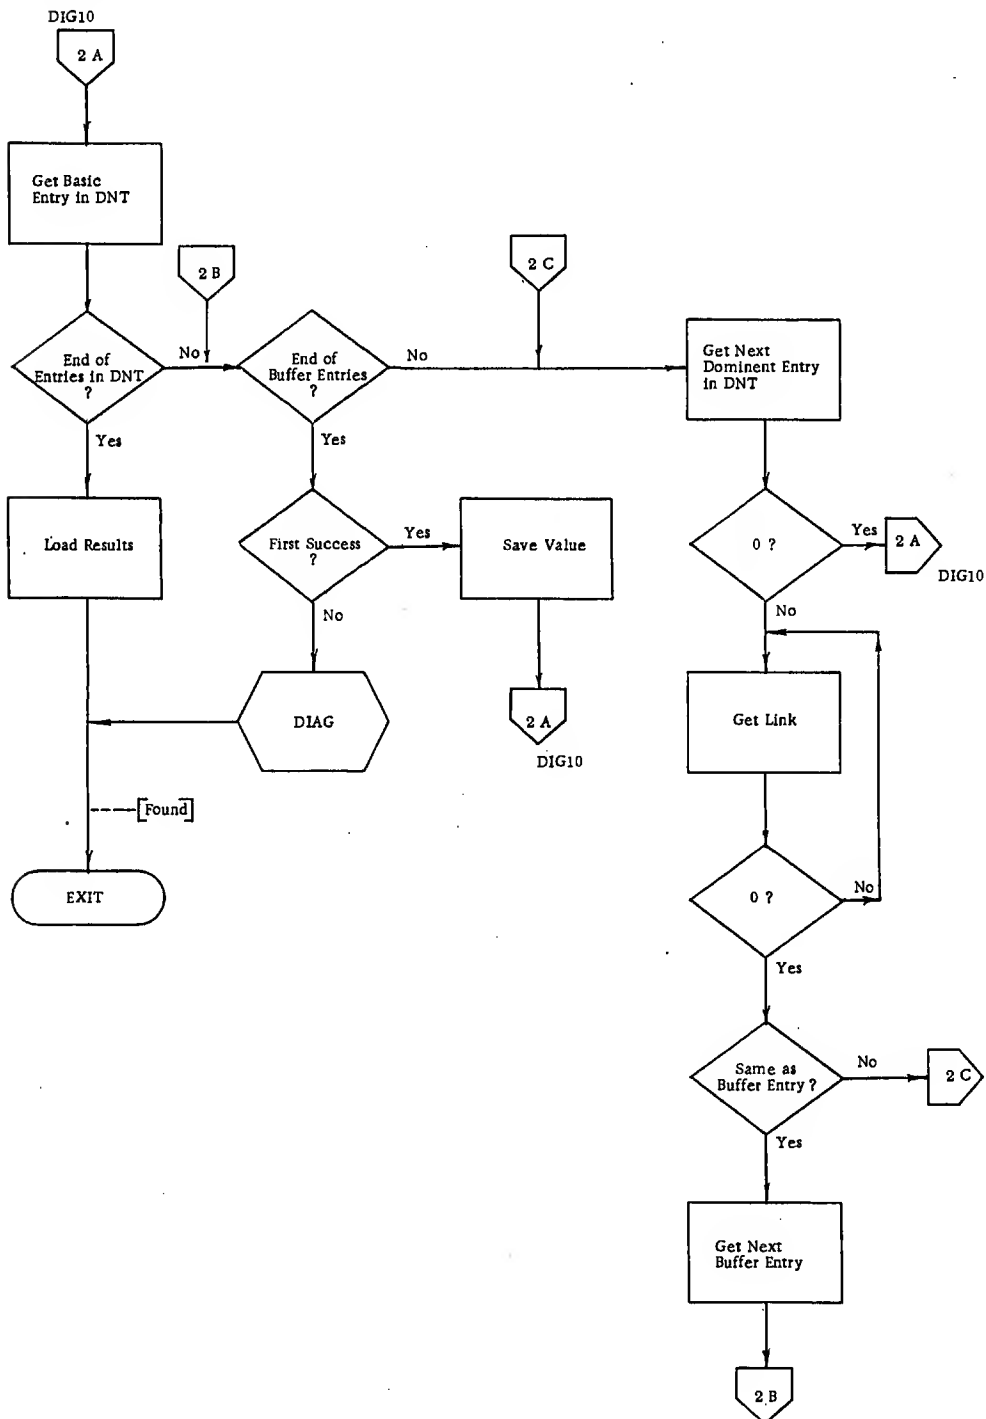 DIG10
2 A
Get Basic
Entry in DNT
2 B
2 C
End of
Entries in DNT
?
No
End of
Buffer Entries
?
No
Get Next
Dominent Entry
in DNT
Yes
Yes
Load Results
First Success
?
Yes
Save Value
0 ?
Yes
2 A
DIG10
No
No
DIAG
2 A
DIG10
Get Link
[Found]
EXIT
0 ?
No
Yes
Same as
Buffer Entry ?
No
2 C
Yes
Get Next
Buffer Entry
2 B